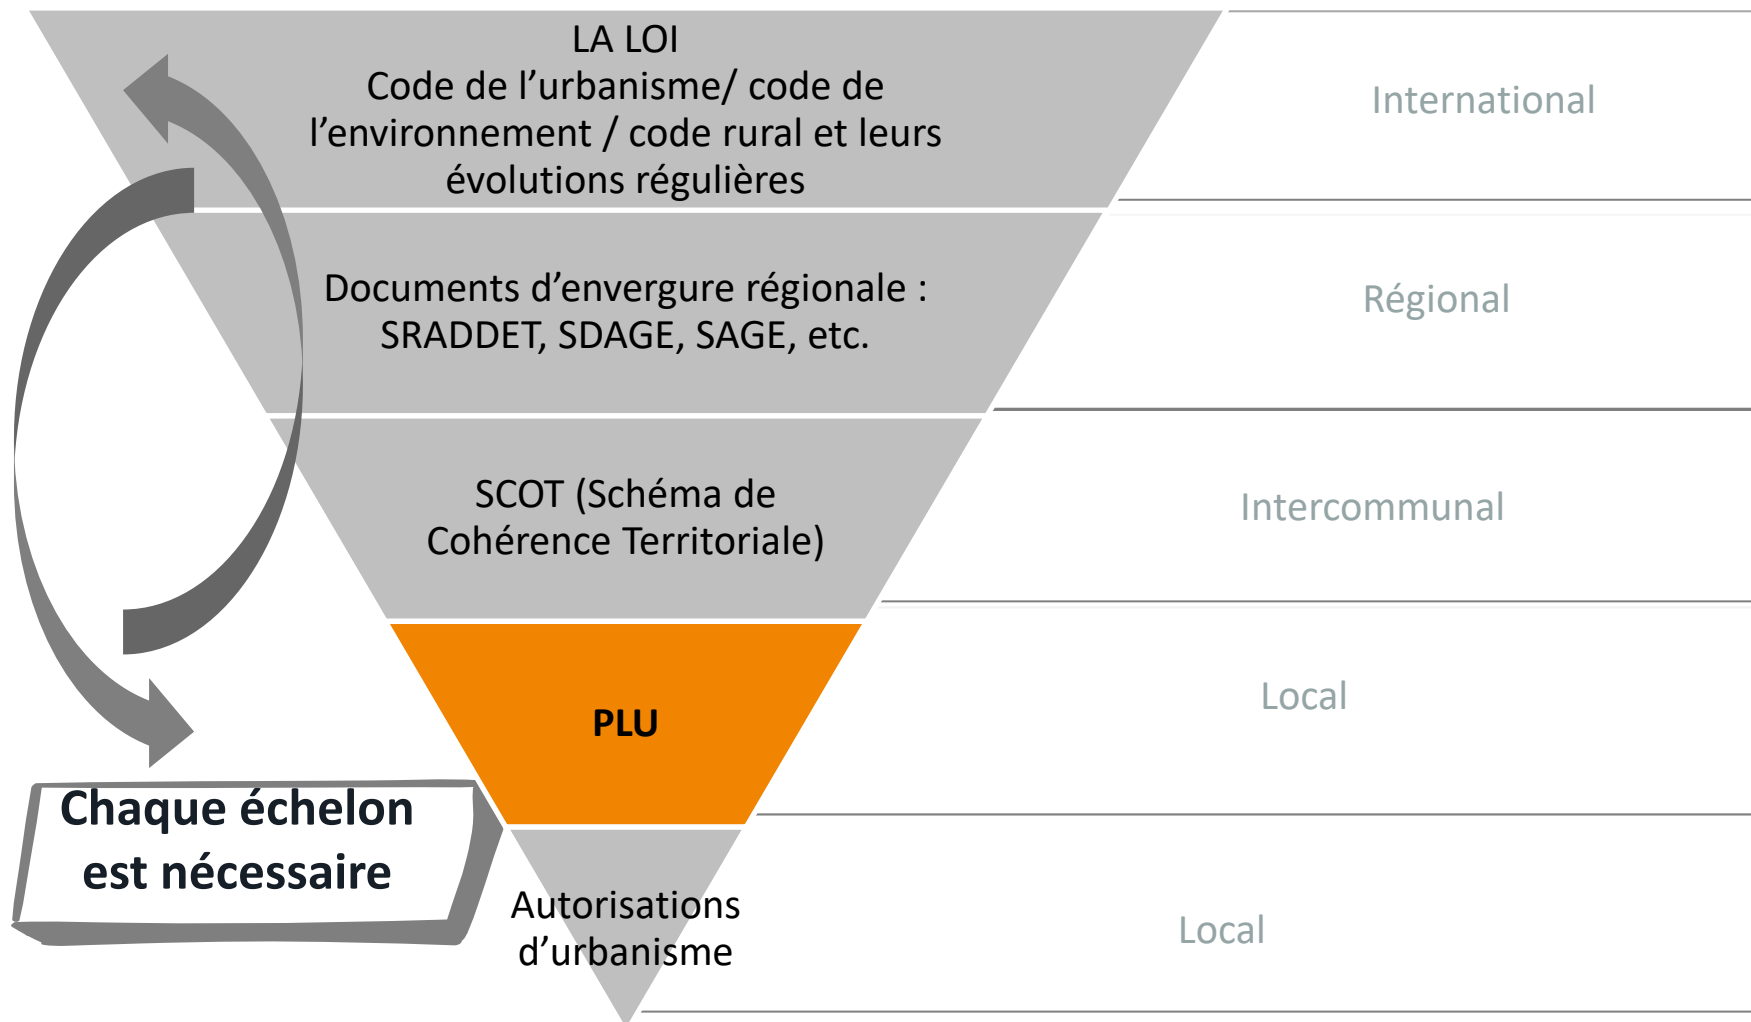 LA LOI
Code de l’urbanisme/ code de
l’environnement / code rural et leurs
évolutions régulières
International
Documents d’envergure régionale :
SRADDET, SDAGE, SAGE, etc.
Régional
SCOT (Schéma de
Cohérence Territoriale)
Intercommunal
PLU
Local
Chaque échelon
est nécessaire
Autorisations
d’urbanisme
Local